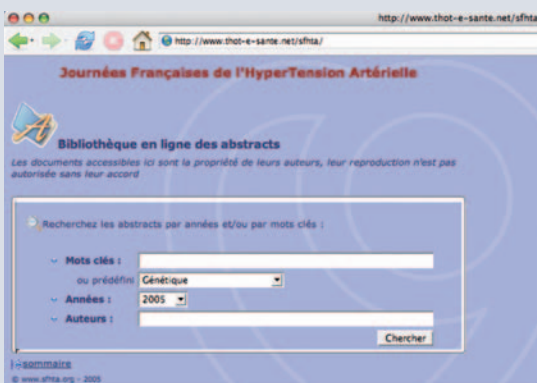 http://www.thot-e-sante.net/sfhta
http://www.thot-e-sante.net/sfhta/
Journées Françaises de l'HyperTension Artérielle
Bibliothèque en ligne des abstracts
Les documents accessibles ici sont la propriété de leurs auteurs, leur reproduction n'est pas
autorisée sans leur accord
Recherchez les abstracts par années et/ou par mots clés :
Mots clés :
ou prédéfini Génétique
Années : 2005
Auteurs :
Chercher
sommaire
© www.sfhta.org - 2005